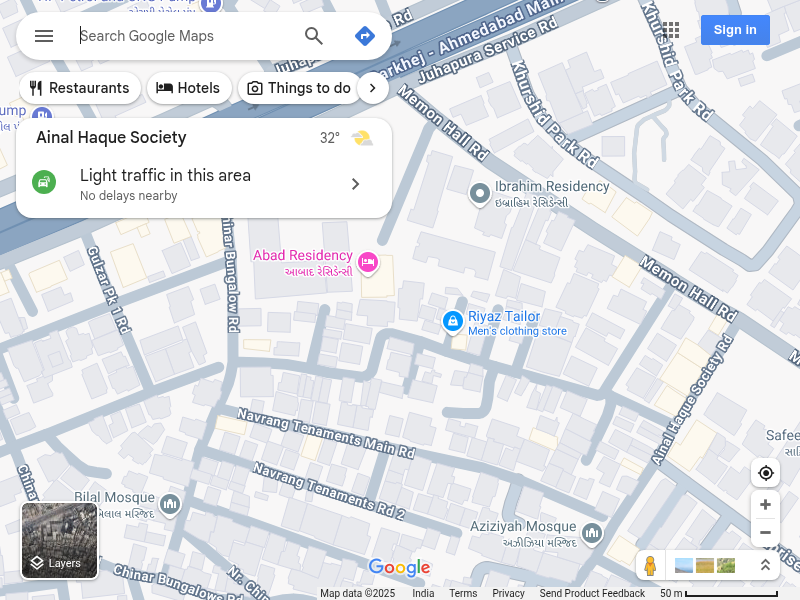 Search Google Maps
Sign in
Restaurants
Hotels
Things to do
Ainal Haque Society
32°
Light traffic in this area
No delays nearby
Sarkhej - Ahmedabad Main
Juhapura Service Rd
Khurshid Park Rd
Khurshid Park Rd
Memon Hall Rd
Ibrahim Residency
ઇબ્રાહિમ રેસિડેન્સી
Abad Residency
આબાદ રેસિડેન્સી
Gulzar Pk 1 Rd
Chinar Bungalow Rd
Memon Hall Rd
Riyaz Tailor
Men's clothing store
Ainal Haque Society Rd
Navrang Tenaments Main Rd
Navrang Tenaments Rd 2
Bilal Mosque
બિલાલ મસ્જિદ
Aziziyah Mosque
અઝીઝિયા મસ્જિદ
Chinar Bungalows Rd
Nr. Chi
Layers
Google
Map data ©2025
India
Terms
Privacy
Send Product Feedback
50 m